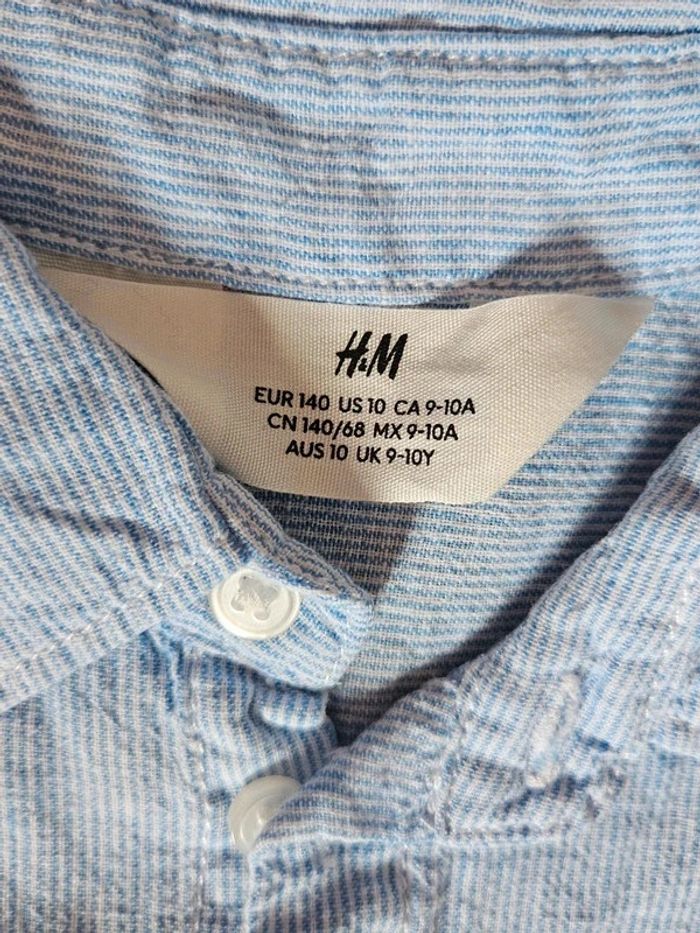 H&M
EUR 140 US 10 CA 9-10A
CN 140/68 MX 9-10A
AUS 10 UK 9-10Y